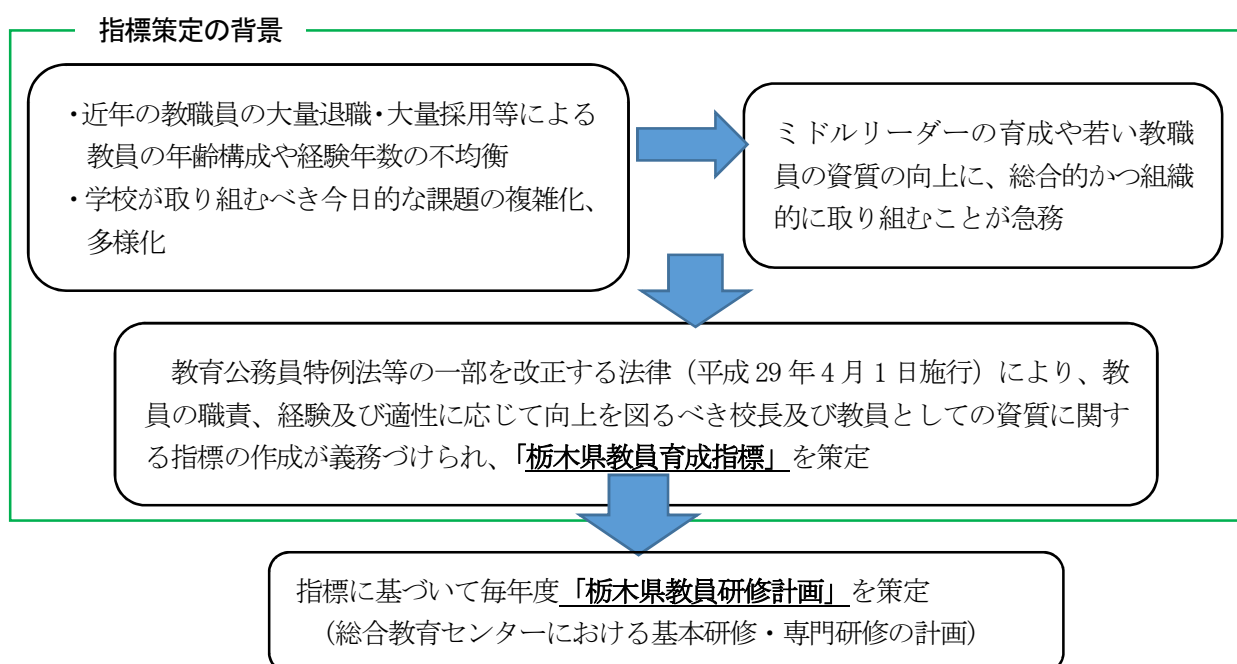 指標策定の背景
・近年の教職員の大量退職・大量採用等による
教員の年齢構成や経験年数の不均衡
・学校が取り組むべき今日的な課題の複雑化、
多様化
ミドルリーダーの育成や若い教職
員の資質の向上に、総合的かつ組織
的に取り組むことが急務
教育公務員特例法等の一部を改正する法律（平成 29 年 4 月 1 日施行）により、教
員の職責、経験及び適性に応じて向上を図るべき校長及び教員としての資質に関す
る指標の作成が義務づけられ、「栃木県教員育成指標」を策定
指標に基づいて毎年度「栃木県教員研修計画」を策定
（総合教育センターにおける基本研修・専門研修の計画）